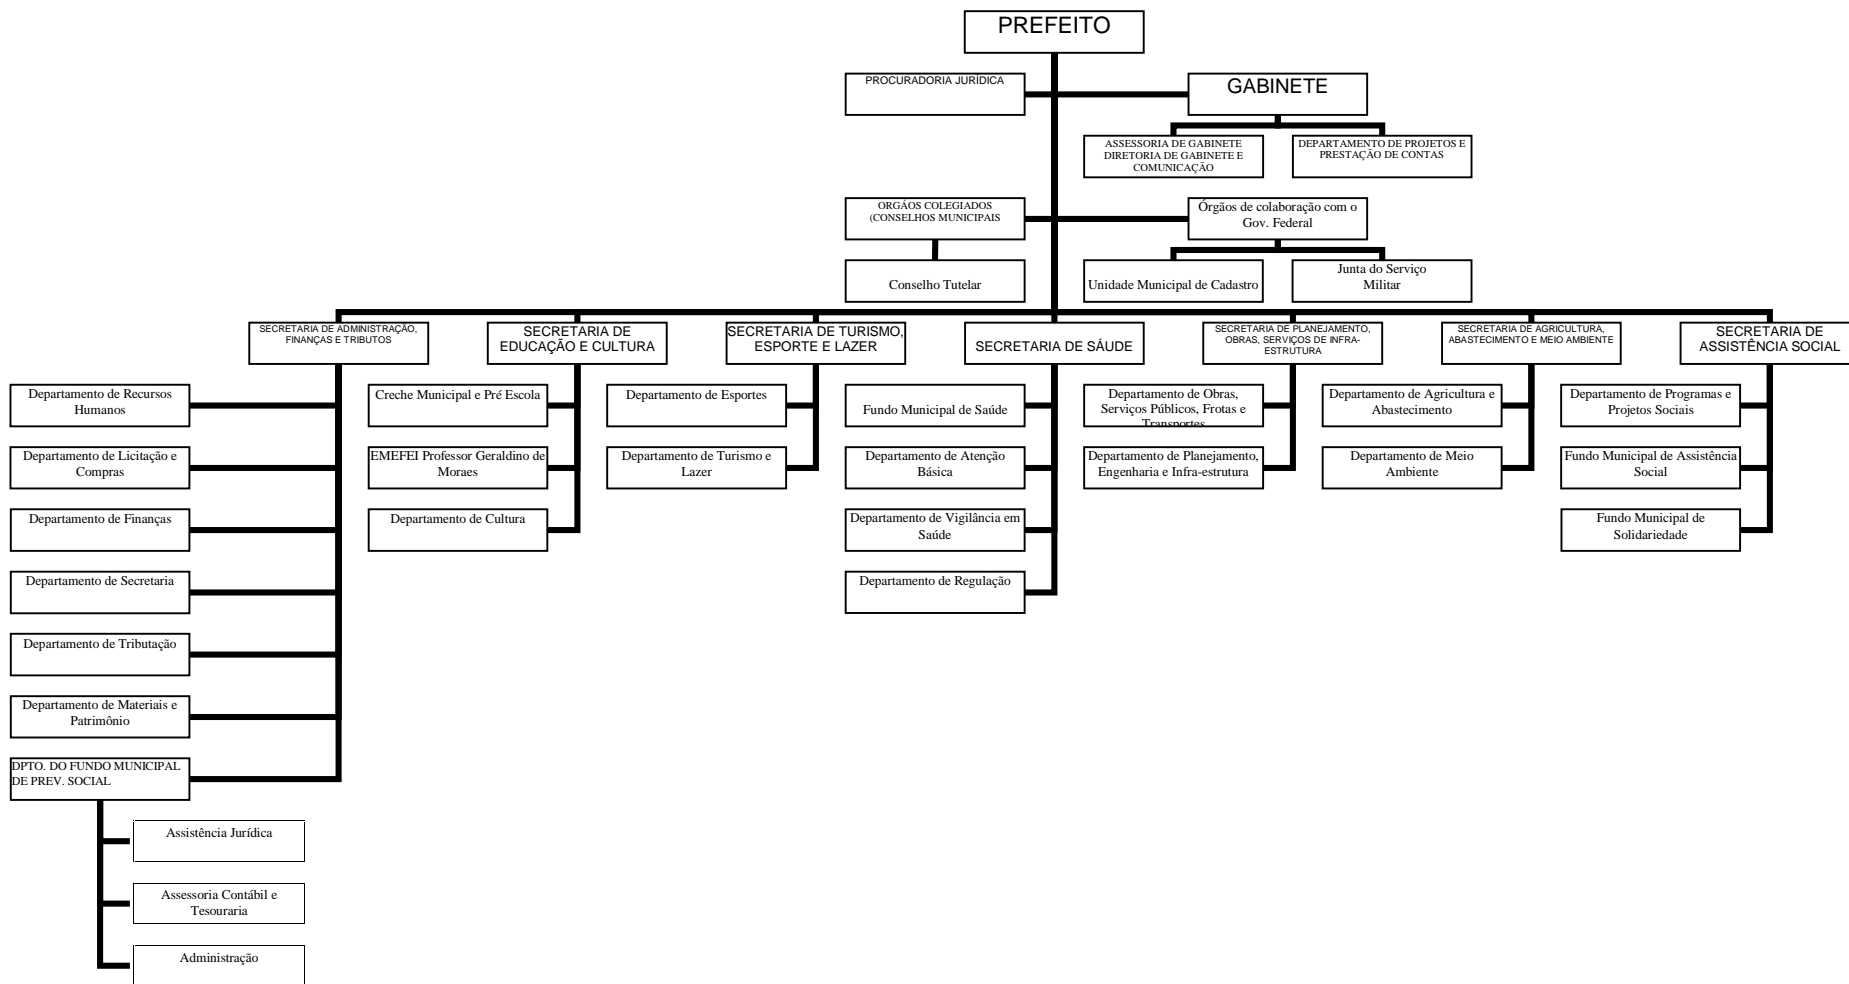 PREFEITO
PROCURADORIA JURÍDICA
GABINETE
ASSESSORIA DE GABINETE
DIRETORIA DE GABINETE E
COMUNICAÇÃO
DEPARTAMENTO DE PROJETOS E
PRESTAÇÃO DE CONTAS
ORGÃOS COLEGIADOS
(CONSELHOS MUNICIPAIS
Órgãos de colaboração com o
Gov. Federal
Conselho Tutelar
Unidade Municipal de Cadastro
Junta do Serviço
Militar
SECRETARIA DE ADMINISTRAÇÃO,
FINANÇAS E TRIBUTOS
SECRETARIA DE
EDUCAÇÃO E CULTURA
SECRETARIA DE TURISMO,
ESPORTE E LAZER
SECRETARIA DE SÁUDE
SECRETARIA DE PLANEJAMENTO,
OBRAS, SERVIÇOS DE INFRA-
ESTRUTURA
SECRETARIA DE AGRICULTURA,
ABASTECIMENTO E MEIO AMBIENTE
SECRETARIA DE
ASSISTÊNCIA SOCIAL
Departamento de Recursos
Humanos
Creche Municipal e Pré Escola
Departamento de Esportes
Fundo Municipal de Saúde
Departamento de Obras,
Serviços Públicos, Frotas e
Transportes
Departamento de Agricultura e
Abastecimento
Departamento de Programas e
Projetos Sociais
Departamento de Licitação e
Compras
EMEFEI Professor Geraldino de
Moraes
Departamento de Turismo e
Lazer
Departamento de Atenção
Básica
Departamento de Planejamento,
Engenharia e Infra-estrutura
Departamento de Meio
Ambiente
Fundo Municipal de Assistência
Social
Departamento de Finanças
Departamento de Cultura
Departamento de Vigilância em
Saúde
Fundo Municipal de
Solidariedade
Departamento de Secretaria
Departamento de Regulação
Departamento de Tributação
Departamento de Materiais e
Patrimônio
DPTO. DO FUNDO MUNICIPAL
DE PREV. SOCIAL
Assistência Jurídica
Assessoria Contábil e
Tesouraria
Administração